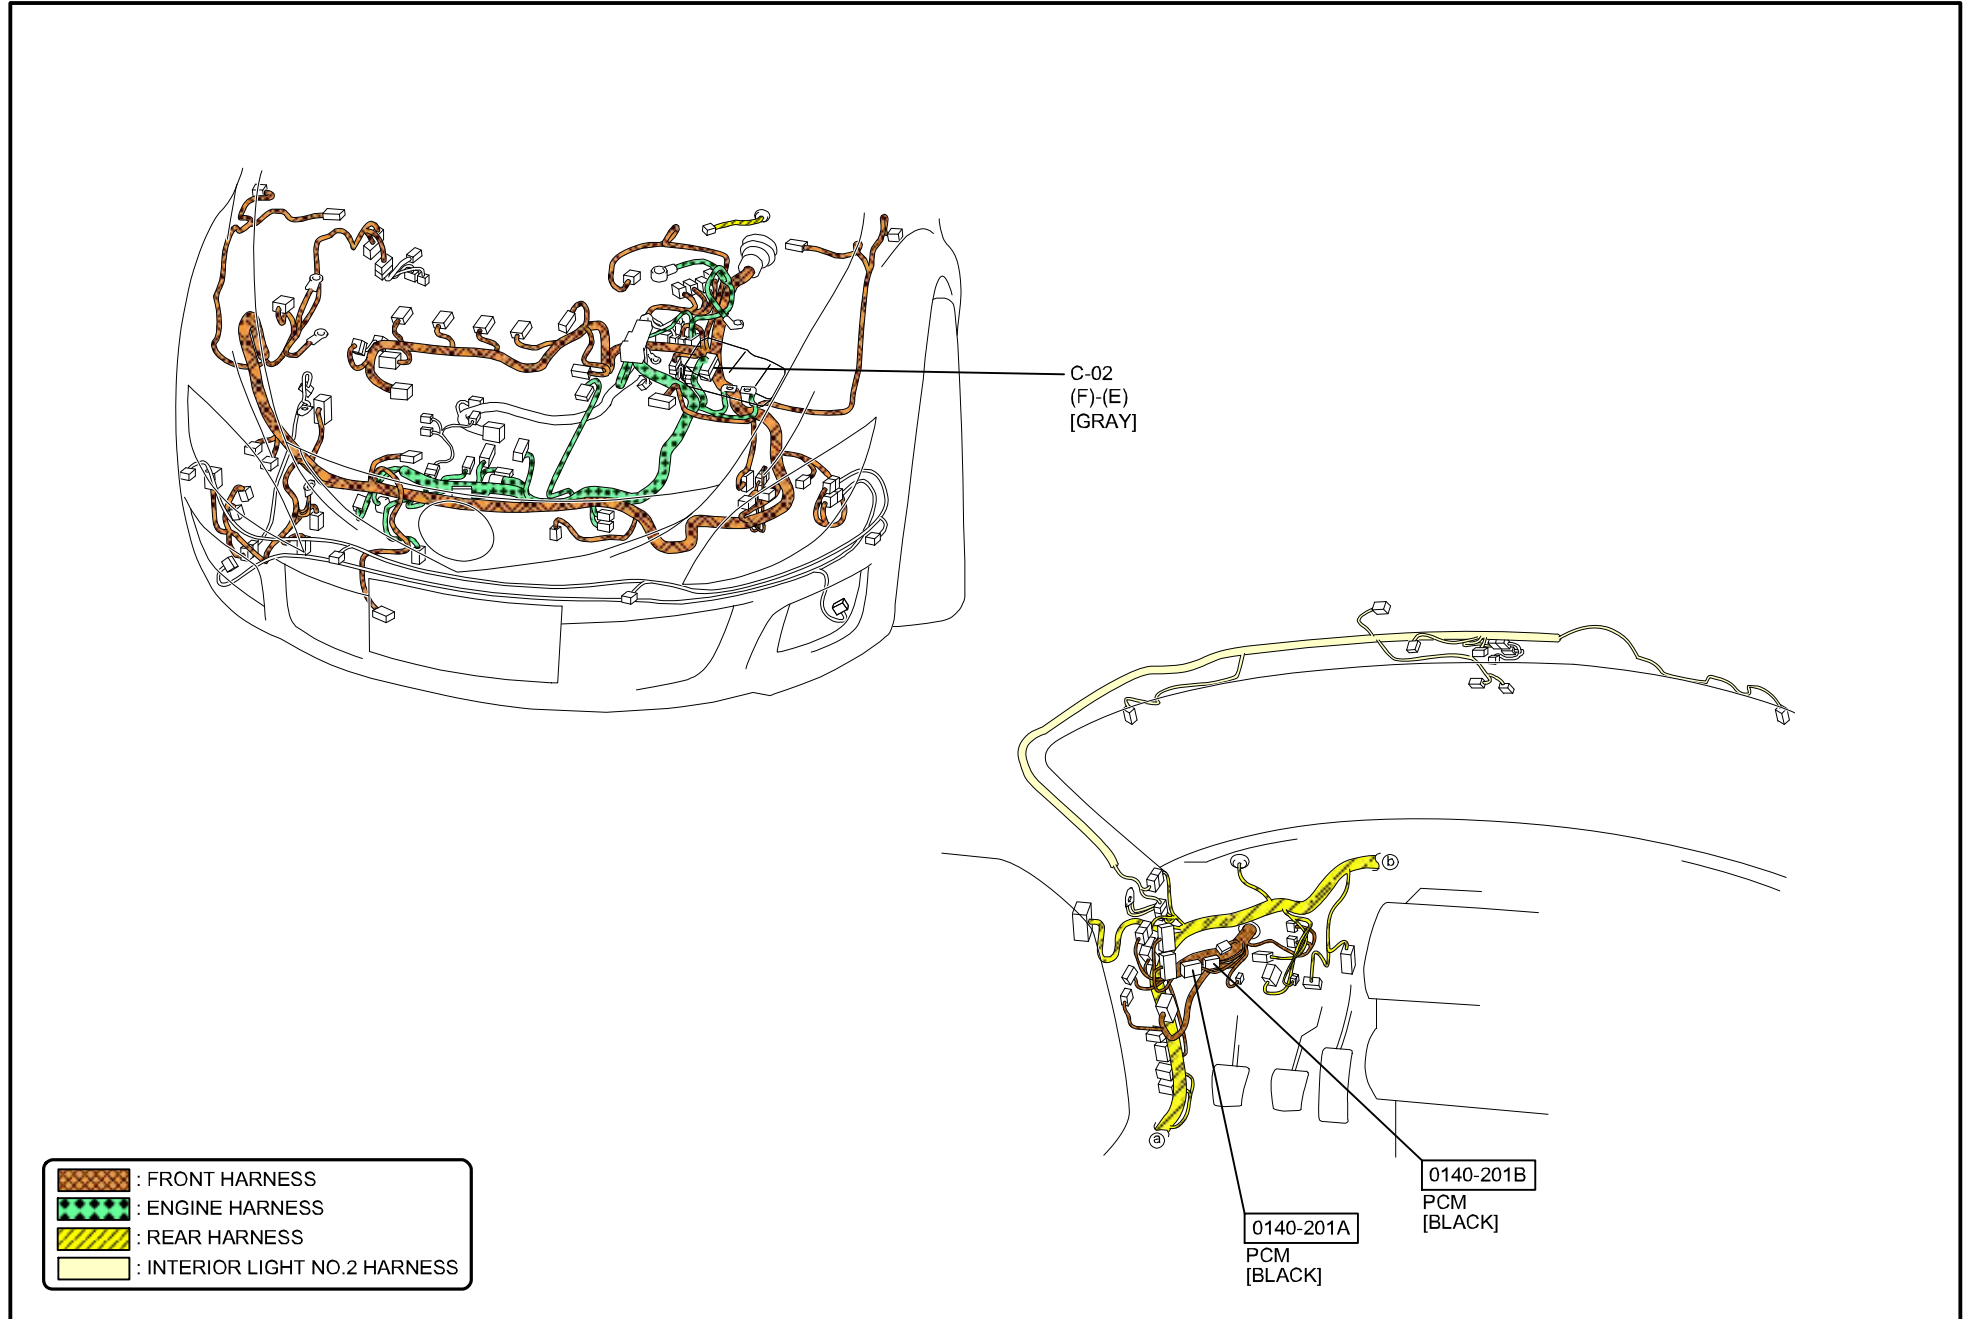 C-02
(F)-(E)
[GRAY]
b
a
0140-201B
PCM
[BLACK]
0140-201A
PCM
[BLACK]
: FRONT HARNESS
: ENGINE HARNESS
: REAR HARNESS
: INTERIOR LIGHT NO.2 HARNESS